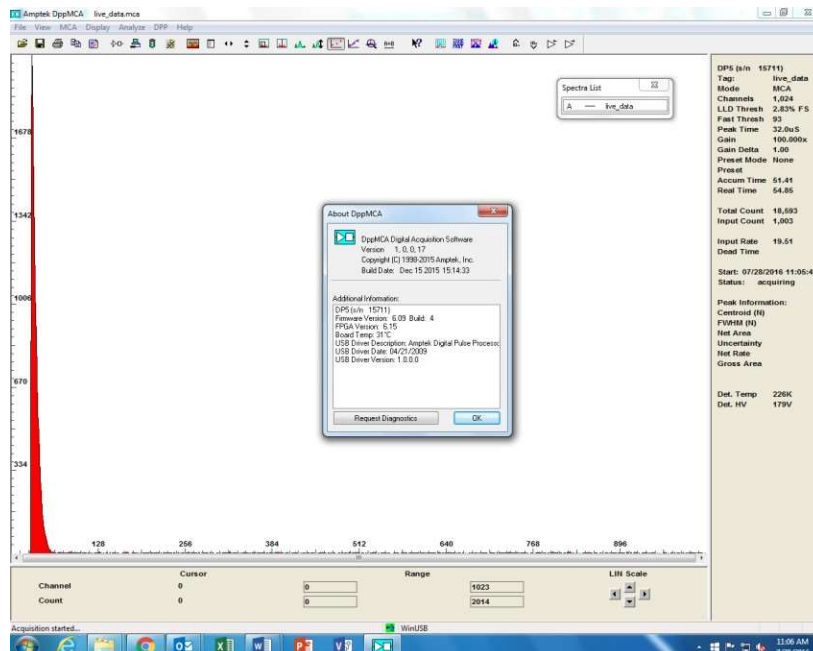 Amptek DppMCA live_data.mca
File View MCA Display Analyze DPP Help
DP5 (s/n 15711)
Tag: live_data
Mode MCA
Channels 1,024
LLD Thresh 2.83% FS
Fast Thresh 93
Peak Time 32.0uS
Gain 100.000x
Gain Delta 1.00
Preset Mode None
Preset
Accum Time 51.41
Real Time 54.85
Total Count 18,593
Input Count 1,003
Input Rate 19.51
Dead Time
Start: 07/28/2016 11:05:4
Status: acquiring
Peak Information:
Centroid (N)
FWHM (N)
Net Area
Uncertainty
Net Rate
Gross Area
Det. Temp 226K
Det. HV 179V
Spectra List
A — live_data
1678
1342
1006
670
334
128 256 384 512 640 768 896
About DppMCA
DppMCA Digital Acquisition Software
Version 1, 0, 0, 17
Copyright (C) 1998-2015 Amptek, Inc.
Build Date: Dec 15 2015 15:14:33
Additional Information:
DP5 (s/n 15711)
Firmware Version: 6.09 Build: 4
FPGA Version: 6.15
Board Temp: 31°C
USB Driver Description: Amptek Digital Pulse Processo
USB Driver Date: 04/21/2009
USB Driver Version: 1.0.0.0
Request Diagnostics OK
Cursor Range LIN Scale
Channel 0 0 1023
Count 0 0 2014
Acquisition started... WinUSB
11:06 AM